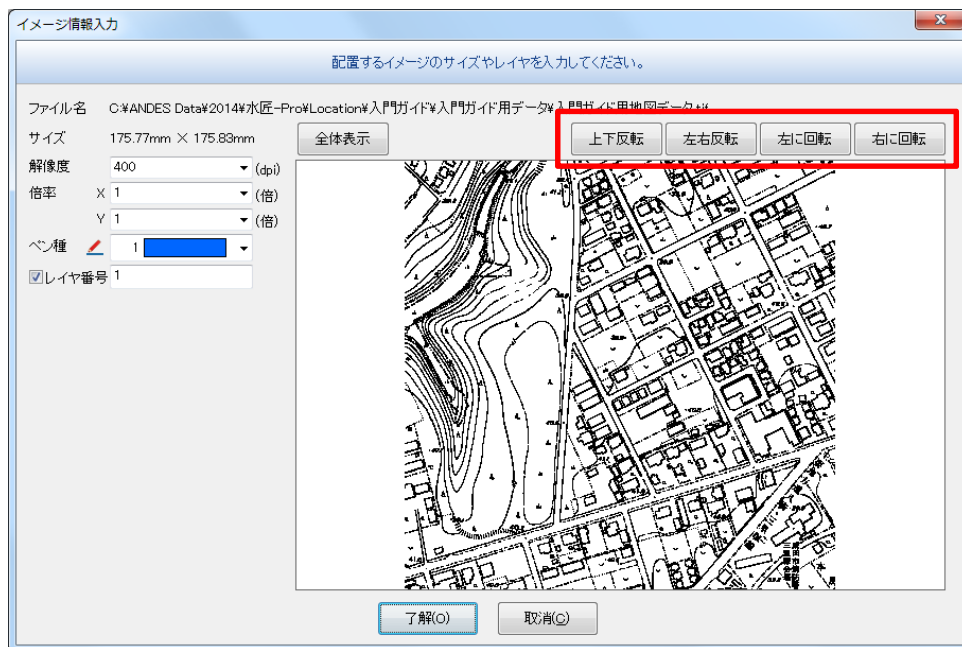 イメージ情報入力
配置するイメージのサイズやレイヤを入力してください。
ファイル名 C:¥ANDES Data¥2014¥水匠-Pro¥Location¥入門ガイド¥入門ガイド用データ¥入門ガイド用地図データ.tif
サイズ 175.77mm × 175.83mm
全体表示 上下反転 左右反転 左に回転 右に回転
解像度 400 (dpi)
倍率 X 1 (倍)
Y 1 (倍)
ペン種 1
レイヤ番号 1
了解(O) 取消(C)